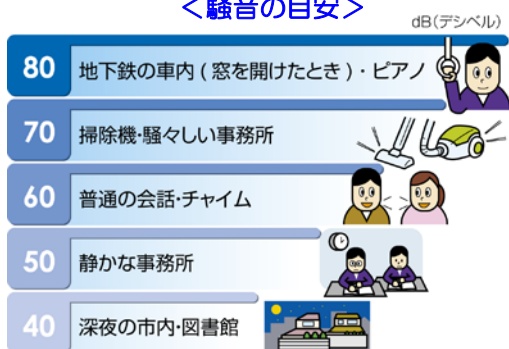 ＜騒音の目安＞
dB(デシベル)
80 地下鉄の車内(窓を開けたとき)・ピアノ
70 掃除機・騒々しい事務所
60 普通の会話・チャイム
50 静かな事務所
40 深夜の市内・図書館